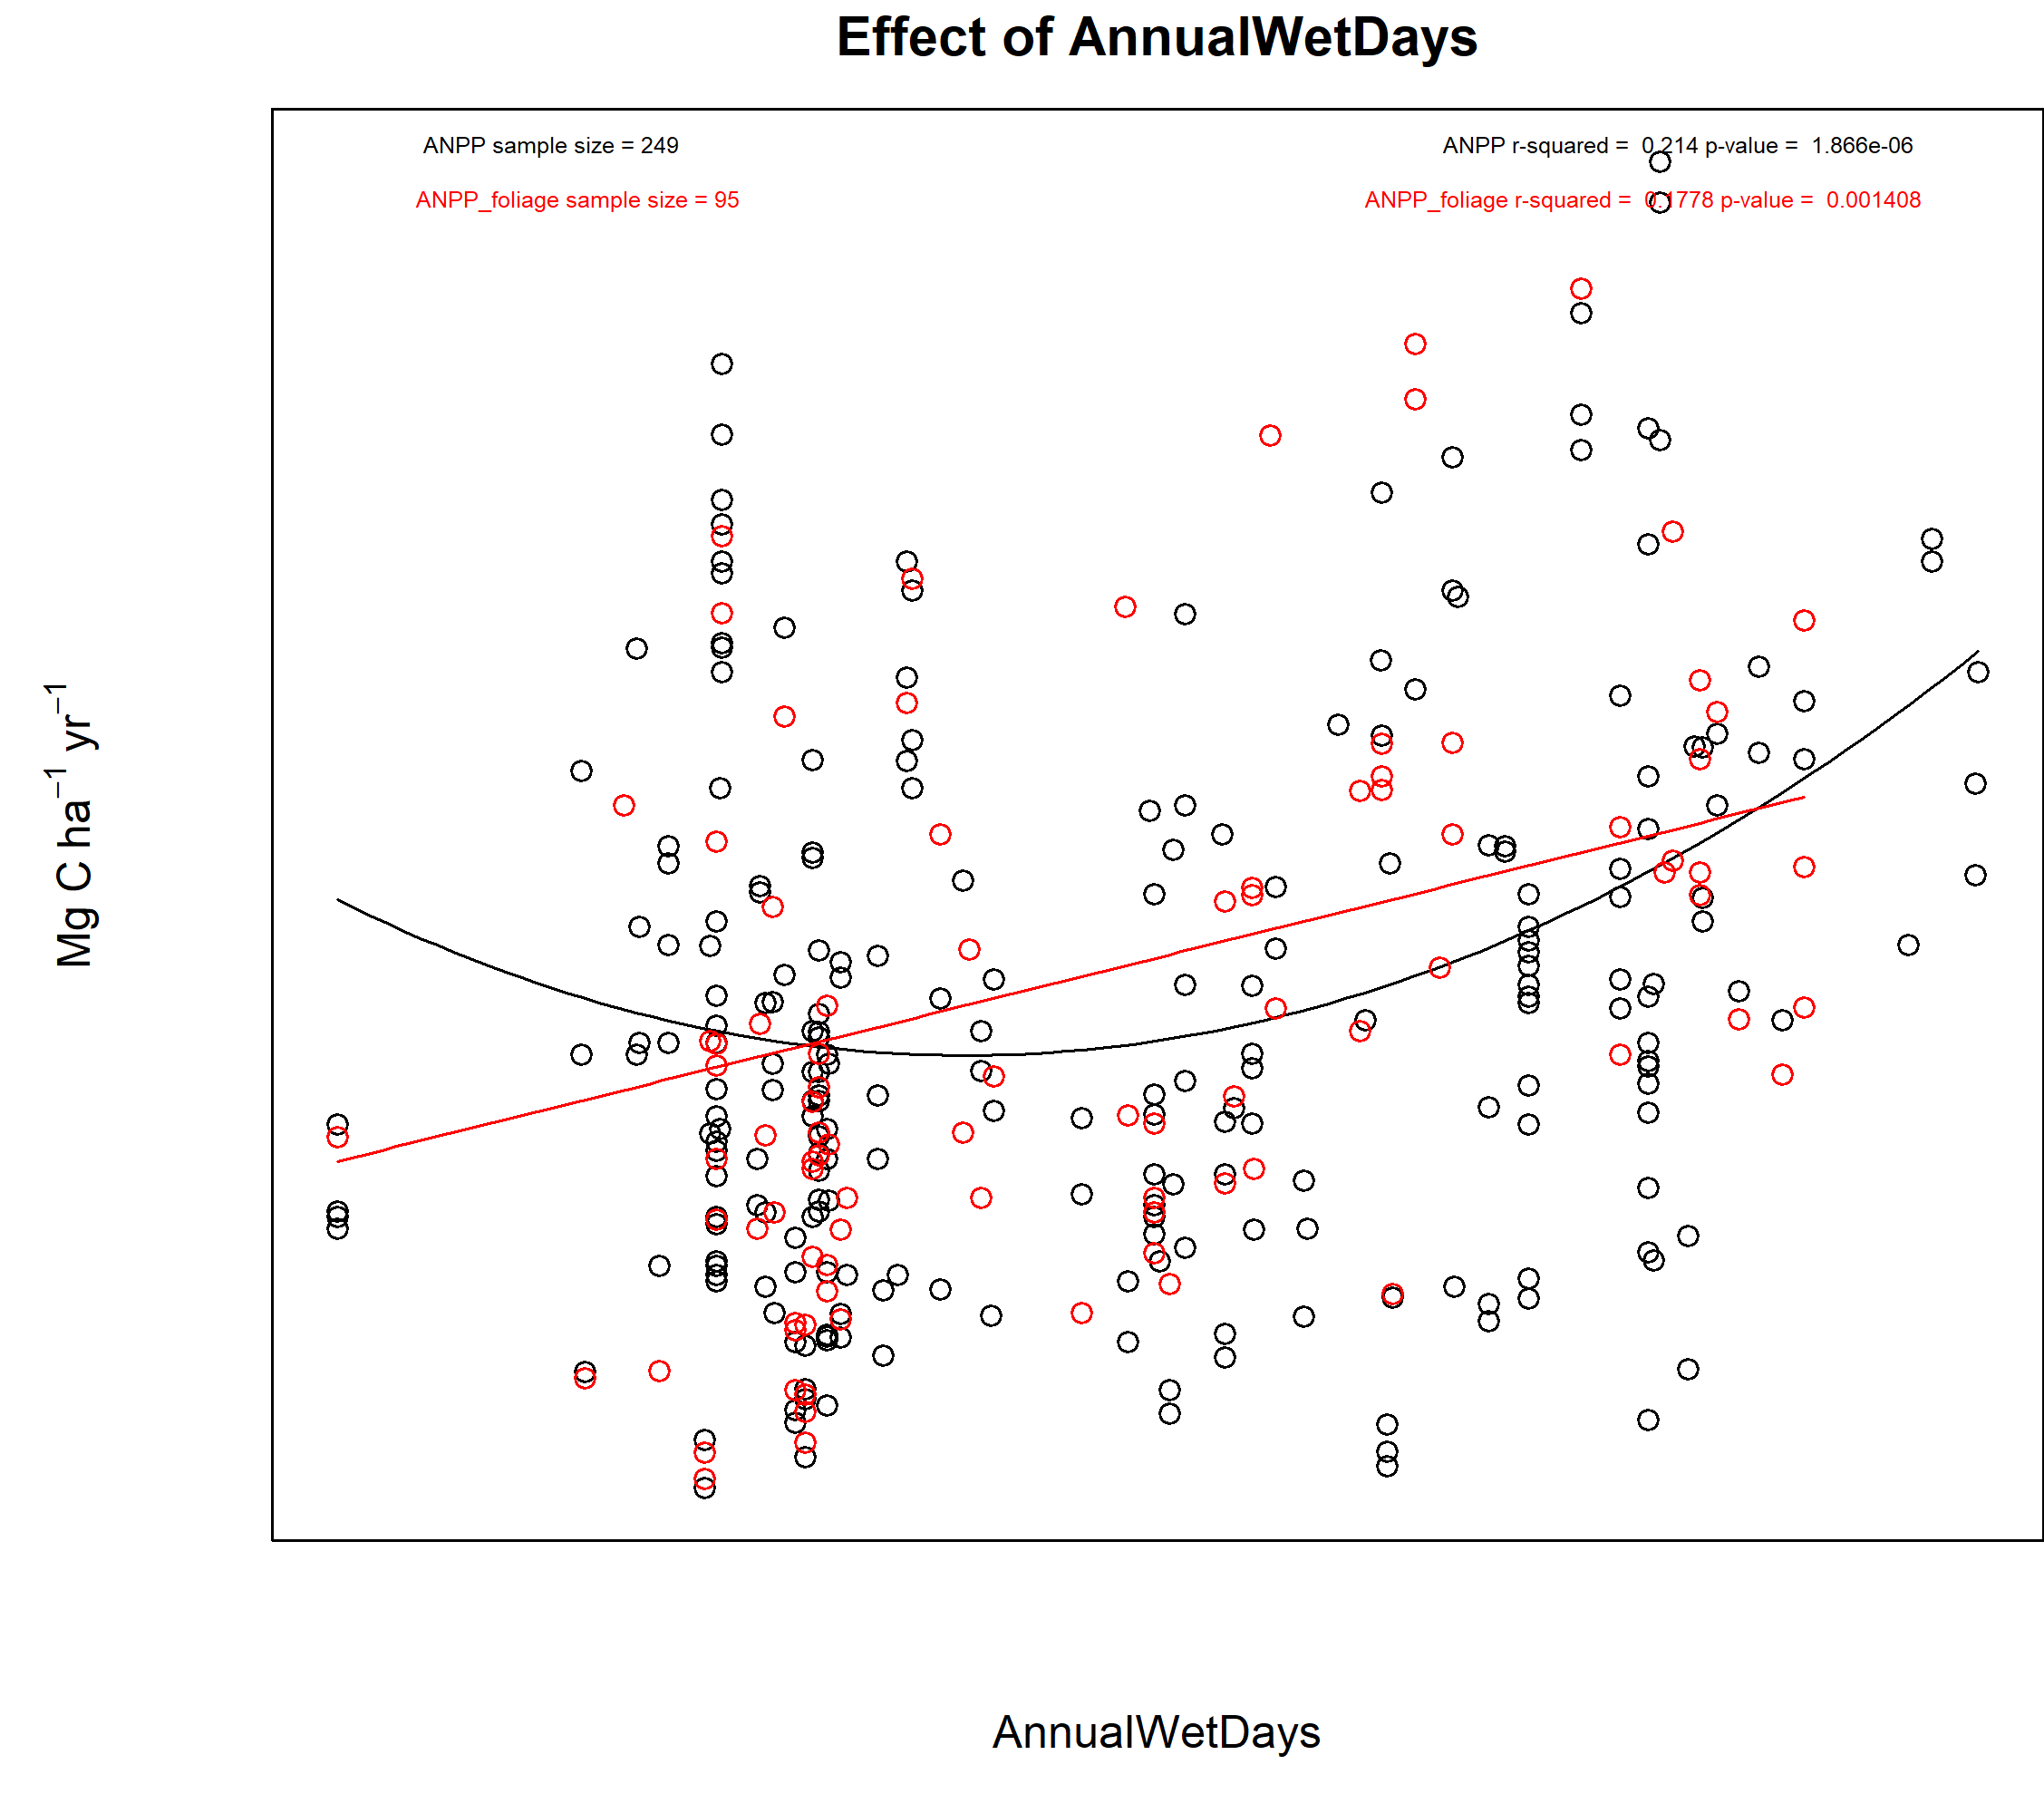 Effect of AnnualWetDays
ANPP sample size = 249
ANPP r-squared = 0.214 p-value = 1.866e-06
ANPP_foliage sample size = 95
ANPP_foliage r-squared = 0.1778 p-value = 0.001408
Mg C ha⁻¹ yr⁻¹
AnnualWetDays